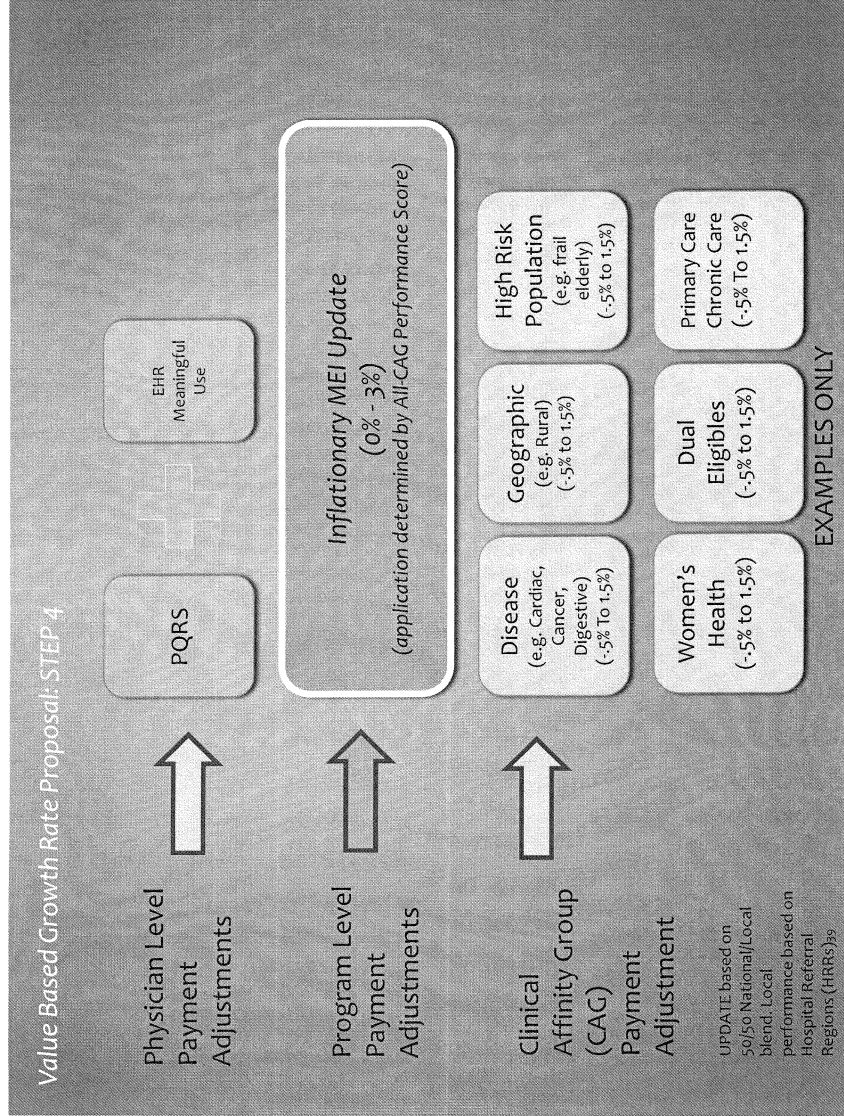 Value Based Growth Rate Proposal: STEP 4
Physician Level
Payment
Adjustments
PQRS
EHR
Meaningful
Use
Program Level
Payment
Adjustments
Inflationary MEI Update
(0% - 3%)
(application determined by All-CAG Performance Score)
Clinical
Affinity Group
(CAG)
Payment
Adjustment
Disease
(e.g. Cardiac,
Cancer,
Digestive)
(-.5% To 1.5%)
Geographic
(e.g. Rural)
(-.5% to 1.5%)
High Risk
Population
(e.g. frail
elderly)
(-.5% to 1.5%)
Women's
Health
(-.5% to 1.5%)
Dual
Eligibles
(-.5% to 1.5%)
Primary Care
Chronic Care
(-.5% To 1.5%)
UPDATE based on
50/50 National/Local
blend. Local
performance based on
Hospital Referral
Regions (HRRs)39
EXAMPLES ONLY